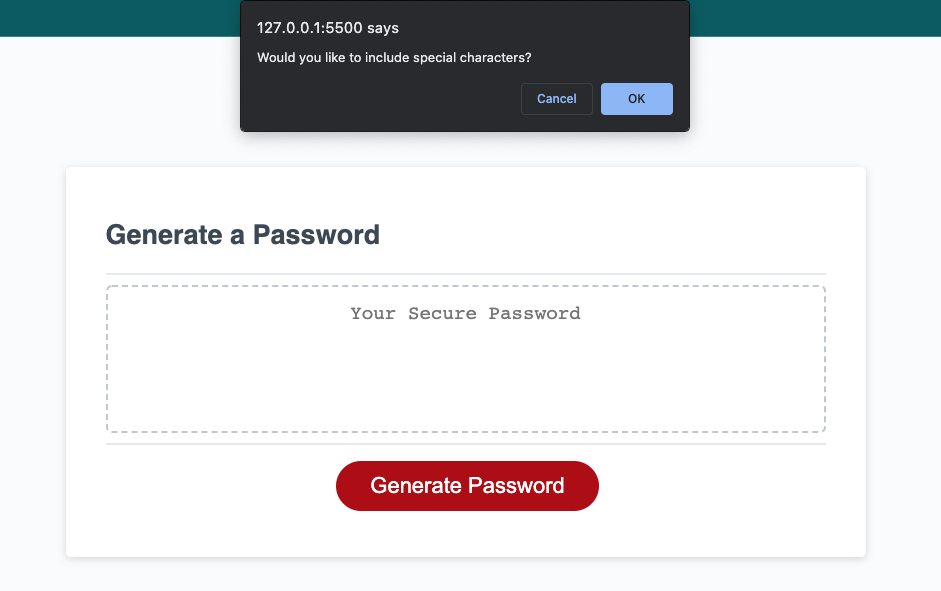 127.0.0.1:5500 says
Would you like to include special characters?
Cancel OK
Generate a Password
Your Secure Password
Generate Password